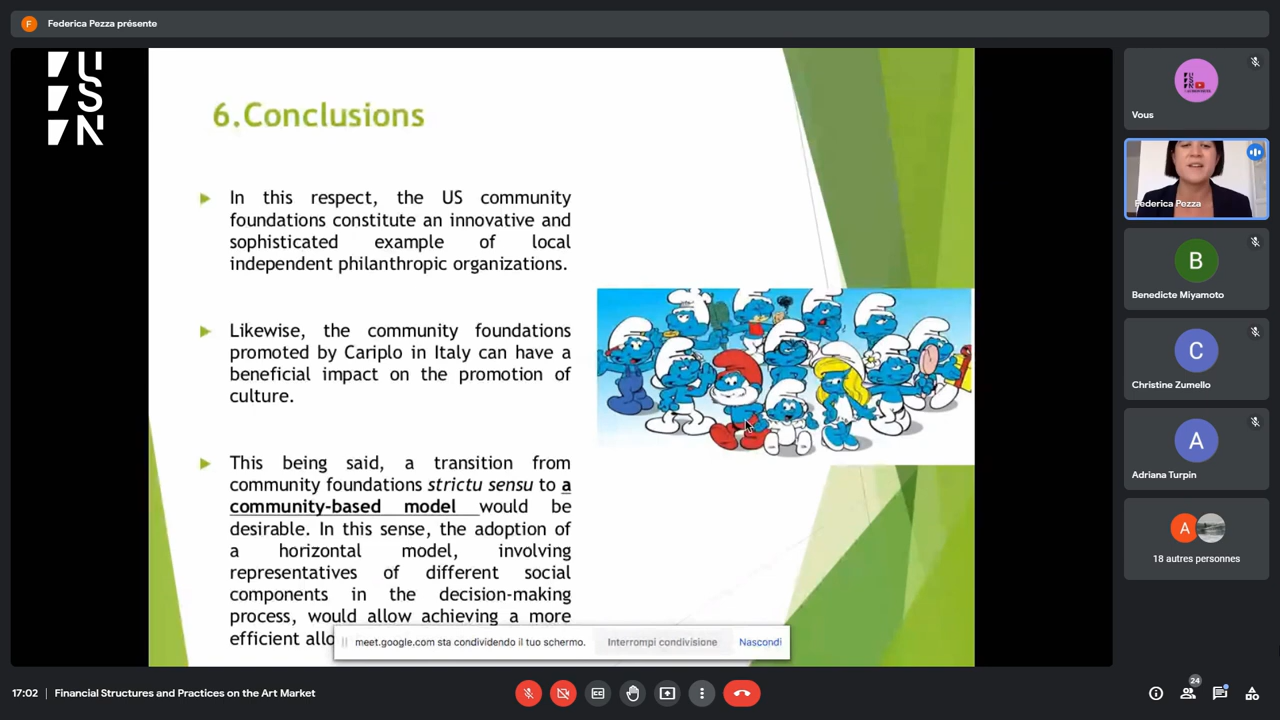 F
Federica Pezza présente
USN
6.Conclusions
In this respect, the US community
foundations constitute an innovative and
sophisticated example of local
independent philanthropic organizations.
Likewise, the community foundations
promoted by Cariplo in Italy can have a
beneficial impact on the promotion of
culture.
This being said, a transition from
community foundations strictu sensu to a
community-based model would be
desirable. In this sense, the adoption of
a horizontal model, involving
representatives of different social
components in the decision-making
process, would allow achieving a more
efficient
meet.google.com sta condividendo il tuo schermo.
Interrompi condivisione
Nascondi
Vous
Federica Pezza
B
Benedicte Miyamoto
C
Christine Zumello
A
Adriana Turpin
A
18 autres personnes
17:02 | Financial Structures and Practices on the Art Market
CC
24